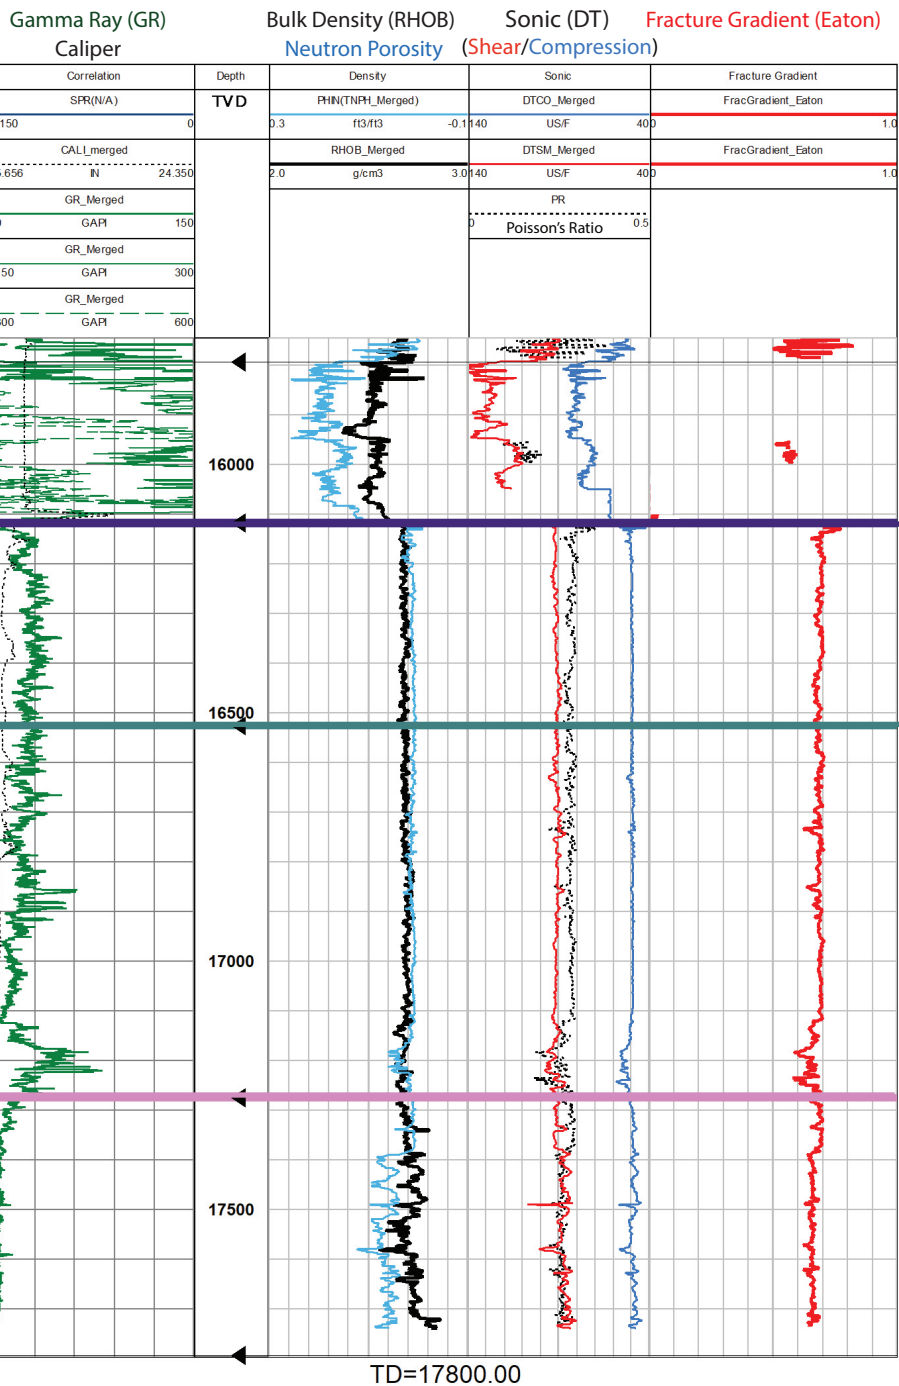 Gamma Ray (GR)
Caliper
Bulk Density (RHOB)
Neutron Porosity
Sonic (DT)
(Shear/Compression)
Fracture Gradient (Eaton)
Correlation
Depth
Density
Sonic
Fracture Gradient
SPR(N/A)
150 0
TVD
PHIN(TNPH_Merged)
0.3 ft3/ft3 -0.1
DTCO_Merged
140 US/F 400
FracGradient_Eaton
1.0
CALI_merged
5.656 IN 24.350
RHOB_Merged
2.0 g/cm3 3.0
DTSM_Merged
140 US/F 400
FracGradient_Eaton
1.0
GR_Merged
GAPI 150
PR
0 0.5
Poisson's Ratio
GR_Merged
GAPI 300
GR_Merged
GAPI 600
16000
16500
17000
17500
TD=17800.00